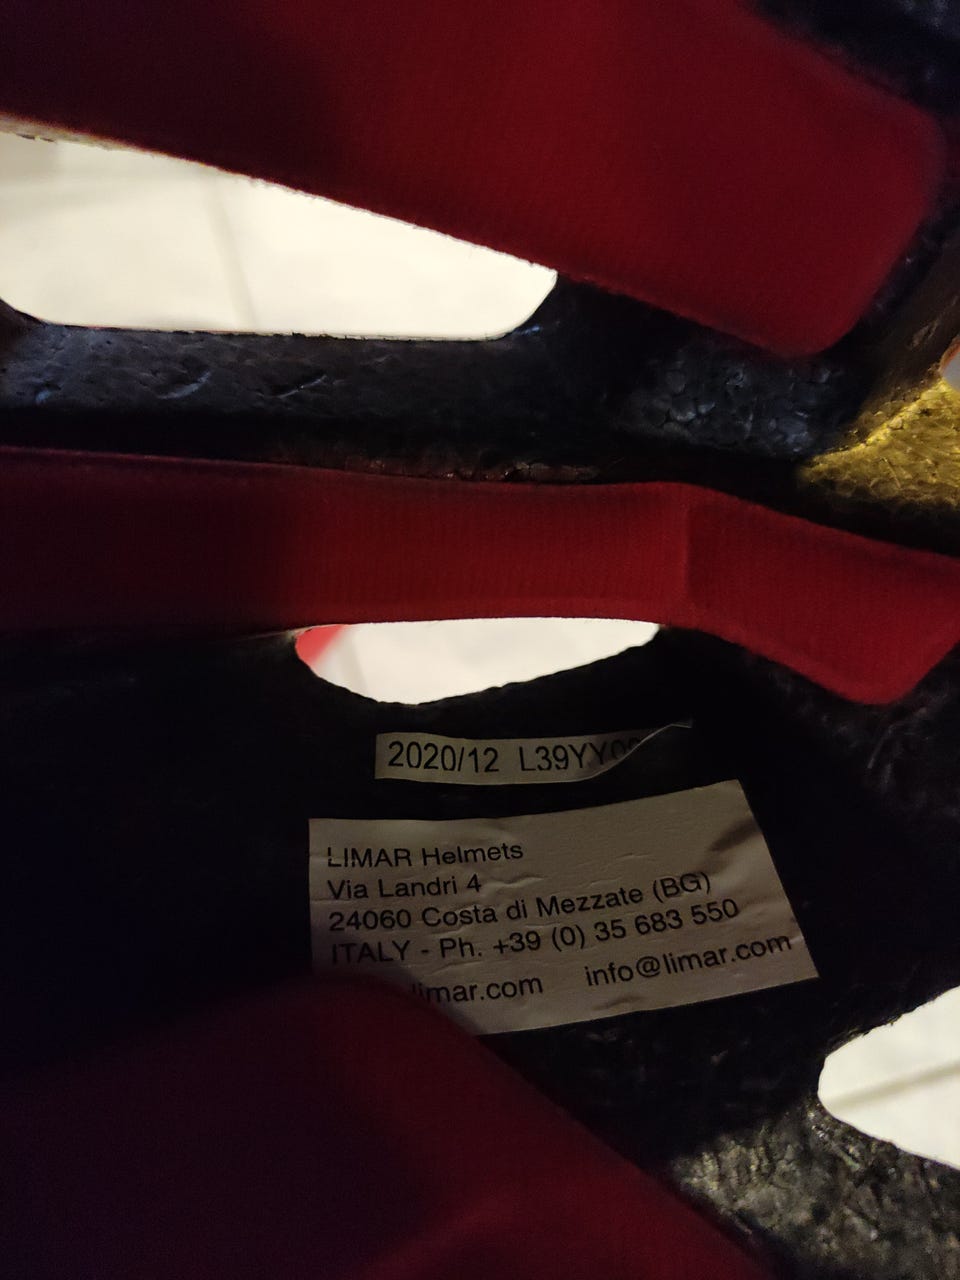 2020/12 L39YY
LIMAR Helmets
Via Landri 4
24060 Costa di Mezzate (BG)
ITALY - Ph. +39 (0) 35 683 550
limar.com info@limar.com